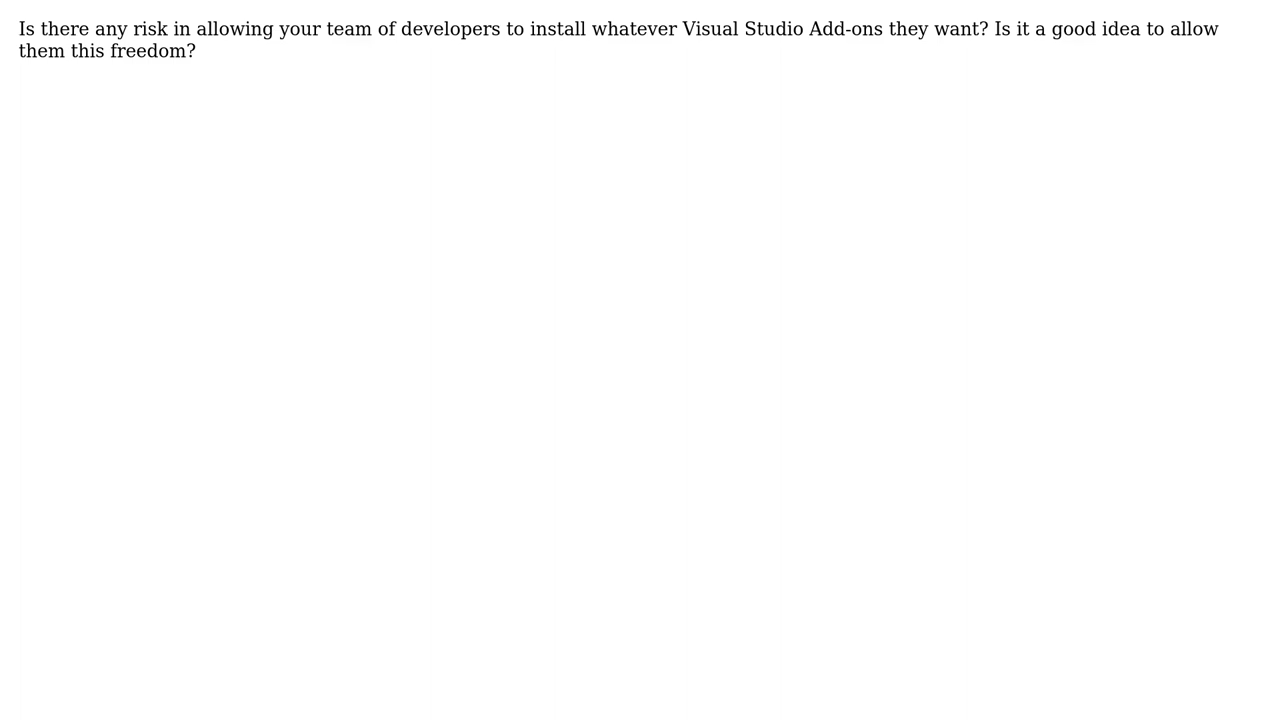 Is there any risk in allowing your team of developers to install whatever Visual Studio Add-ons they want? Is it a good idea to allow
them this freedom?